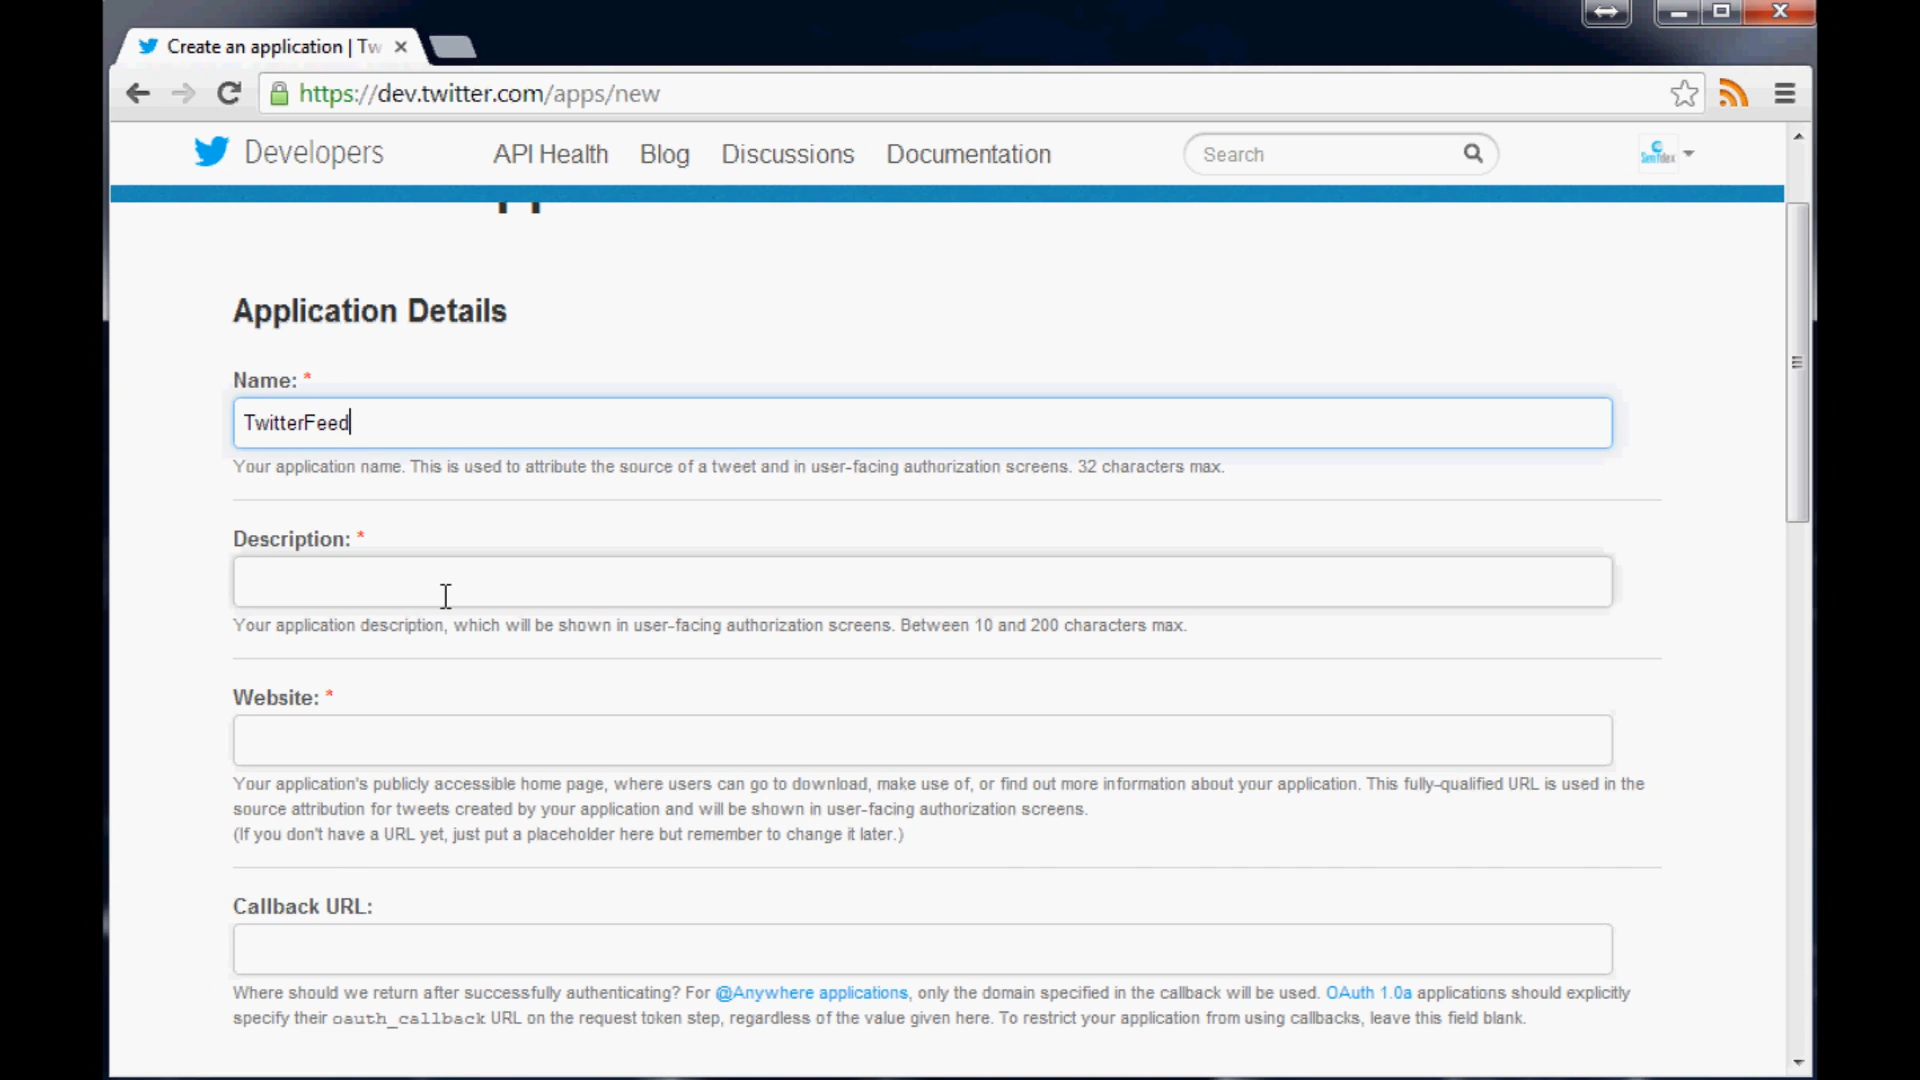 Create an application | Tw
https://dev.twitter.com/apps/new
Developers
API Health
Blog
Discussions
Documentation
Search
Application Details
Name: *
TwitterFeed
Your application name. This is used to attribute the source of a tweet and in user-facing authorization screens. 32 characters max.
Description: *
Your application description, which will be shown in user-facing authorization screens. Between 10 and 200 characters max.
Website: *
Your application's publicly accessible home page, where users can go to download, make use of, or find out more information about your application. This fully-qualified URL is used in the
source attribution for tweets created by your application and will be shown in user-facing authorization screens.
(If you don't have a URL yet, just put a placeholder here but remember to change it later.)
Callback URL:
Where should we return after successfully authenticating? For @Anywhere applications, only the domain specified in the callback will be used. OAuth 1.0a applications should explicitly
specify their oauth_callback URL on the request token step, regardless of the value given here. To restrict your application from using callbacks, leave this field blank.